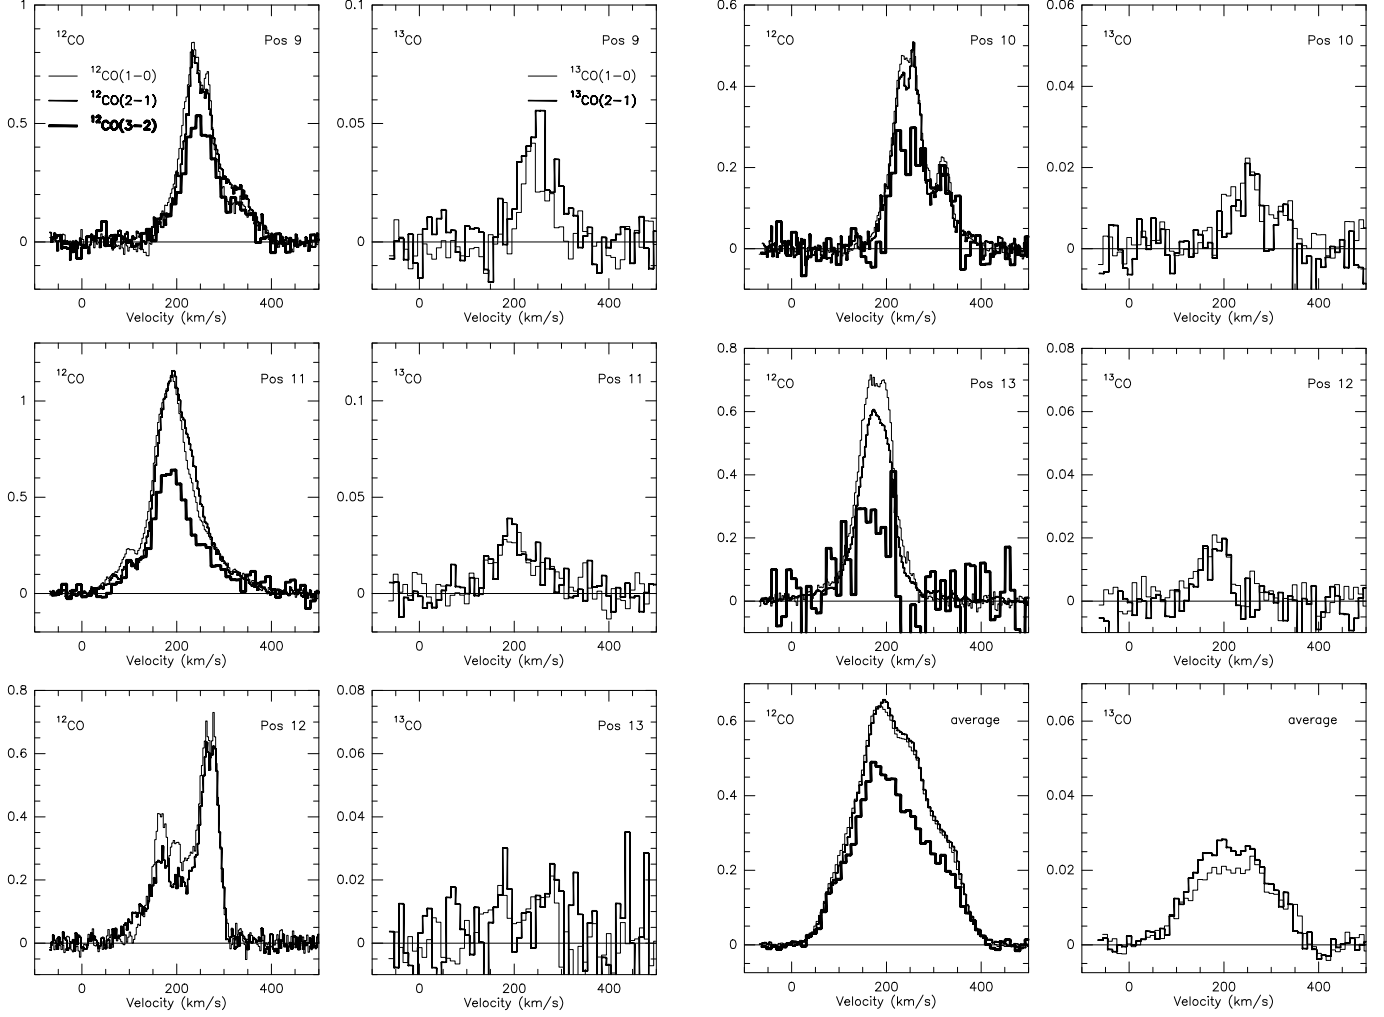 1
0.5
0
¹²CO
Pos 9
¹²CO(1−0)
¹²CO(2−1)
¹²CO(3−2)
0
200
400
Velocity (km/s)
0.1
0.05
0
¹³CO
Pos 9
¹³CO(1−0)
¹³CO(2−1)
0
200
400
Velocity (km/s)
0.6
0.4
0.2
0
¹²CO
Pos 10
0
200
400
Velocity (km/s)
0.06
0.04
0.02
0
¹³CO
Pos 10
0
200
400
Velocity (km/s)
1
0.5
0
¹²CO
Pos 11
0
200
400
Velocity (km/s)
0.1
0.05
0
¹³CO
Pos 11
0
200
400
Velocity (km/s)
0.8
0.6
0.4
0.2
0
¹²CO
Pos 13
0
200
400
Velocity (km/s)
0.08
0.06
0.04
0.02
0
¹³CO
Pos 12
0
200
400
Velocity (km/s)
0.8
0.6
0.4
0.2
0
¹²CO
Pos 12
0
200
400
Velocity (km/s)
0.08
0.06
0.04
0.02
0
¹³CO
Pos 13
0
200
400
Velocity (km/s)
0.6
0.4
0.2
0
¹²CO
average
0
200
400
Velocity (km/s)
0.06
0.04
0.02
0
¹³CO
average
0
200
400
Velocity (km/s)